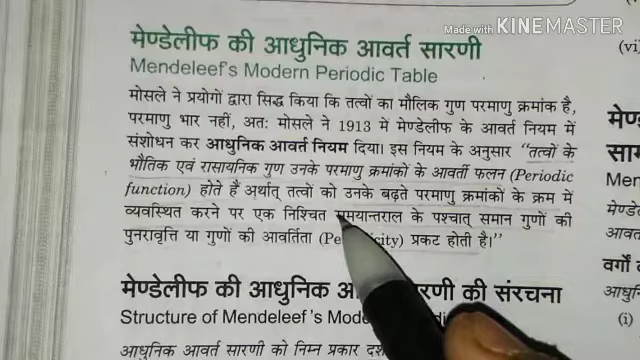 Made with KINEMASTER
मेण्डेलीफ की आधुनिक आवर्त सारणी
Mendeleef's Modern Periodic Table
मोसले ने प्रयोगों द्वारा सिद्ध किया कि तत्वों का मौलिक गुण परमाणु क्रमांक है,
परमाणु भार नहीं, अतः मोसले ने 1913 में मेण्डेलीफ के आवर्त नियम में
संशोधन कर आधुनिक आवर्त नियम दिया। इस नियम के अनुसार "तत्वों के
भौतिक एवं रासायनिक गुण उनके परमाणु क्रमांकों के आवर्ती फलन (Periodic
function) होते हैं अर्थात् तत्वों को उनके बढ़ते परमाणु क्रमांकों के क्रम में
व्यवस्थित करने पर एक निश्चित समयान्तराल के पश्चात् समान गुणों की
पुनरावृत्ति या गुणों की आवर्तिता प्रकट होती है।"
मेण्डेलीफ की आधुनिक सारणी की संरचना
Structure of Mendeleef's
आधुनिक आवर्त सारणी को निम्न प्रकार
(vi)
(i)